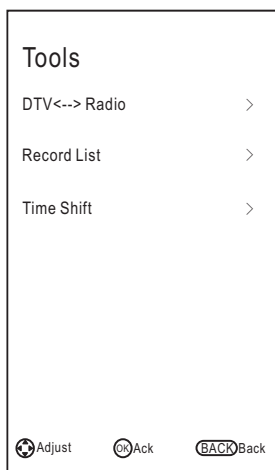 Tools
DTV<--> Radio
Record List
Time Shift
Adjust OK Ack BACK Back